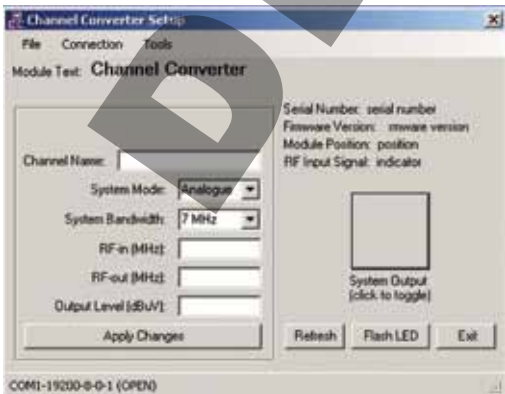 Channel Converter Setup
File Connection Tools
Module Text: Channel Converter
Serial Number: serial number
Firmware Version: mware version
Module Position: position
RF Input Signal: indicator
Channel Name:
System Mode: Analogue
System Bandwidth: 7 MHz
RF-in (MHz):
RF-out (MHz):
Output Level (dBuV):
Apply Changes
System Output
(click to toggle)
Refresh Flash LED Exit
COM1-19200-8-0-1 (OPEN)